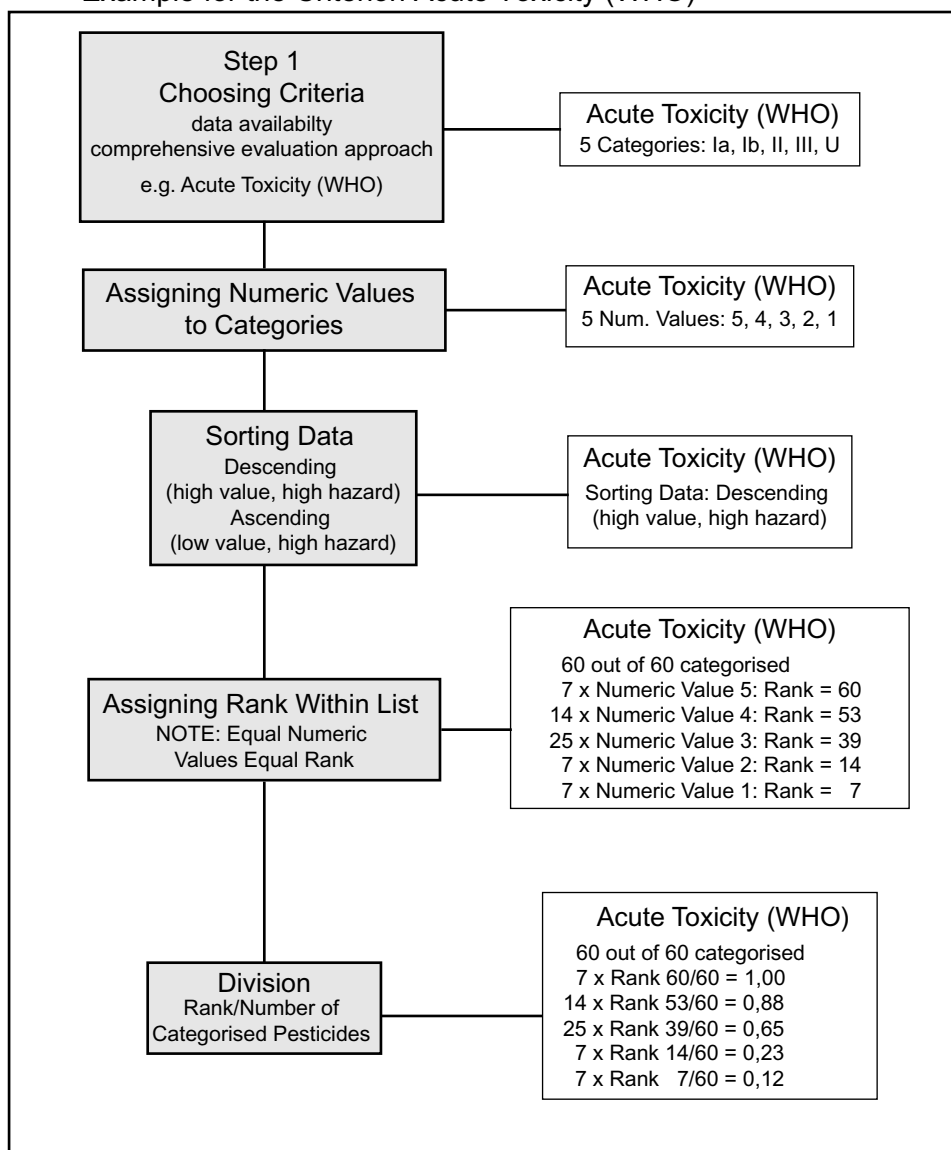 Example for the Criterion Acute Toxicity (WHO)
Step 1
Choosing Criteria
data availabilty
comprehensive evaluation approach
e.g. Acute Toxicity (WHO)
Acute Toxicity (WHO)
5 Categories: Ia, Ib, II, III, U
Assigning Numeric Values
to Categories
Acute Toxicity (WHO)
5 Num. Values: 5, 4, 3, 2, 1
Sorting Data
Descending
(high value, high hazard)
Ascending
(low value, high hazard)
Acute Toxicity (WHO)
Sorting Data: Descending
(high value, high hazard)
Assigning Rank Within List
NOTE: Equal Numeric
Values Equal Rank
Acute Toxicity (WHO)
60 out of 60 categorised
7 x Numeric Value 5: Rank = 60
14 x Numeric Value 4: Rank = 53
25 x Numeric Value 3: Rank = 39
7 x Numeric Value 2: Rank = 14
7 x Numeric Value 1: Rank = 7
Division
Rank/Number of
Categorised Pesticides
Acute Toxicity (WHO)
60 out of 60 categorised
7 x Rank 60/60 = 1,00
14 x Rank 53/60 = 0,88
25 x Rank 39/60 = 0,65
7 x Rank 14/60 = 0,23
7 x Rank 7/60 = 0,12